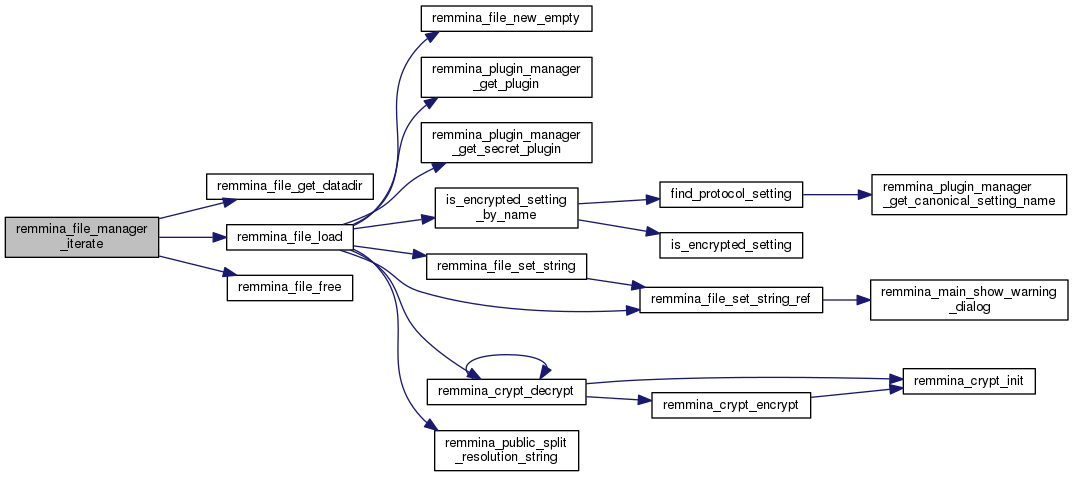 remmina_file_manager
_iterate
remmina_file_get_datadir
remmina_file_load
remmina_file_free
remmina_file_new_empty
remmina_plugin_manager
_get_plugin
remmina_plugin_manager
_get_secret_plugin
is_encrypted_setting
_by_name
remmina_file_set_string
remmina_crypt_decrypt
remmina_public_split
_resolution_string
find_protocol_setting
is_encrypted_setting
remmina_file_set_string_ref
remmina_crypt_encrypt
remmina_plugin_manager
_get_canonical_setting_name
remmina_main_show_warning
_dialog
remmina_crypt_init